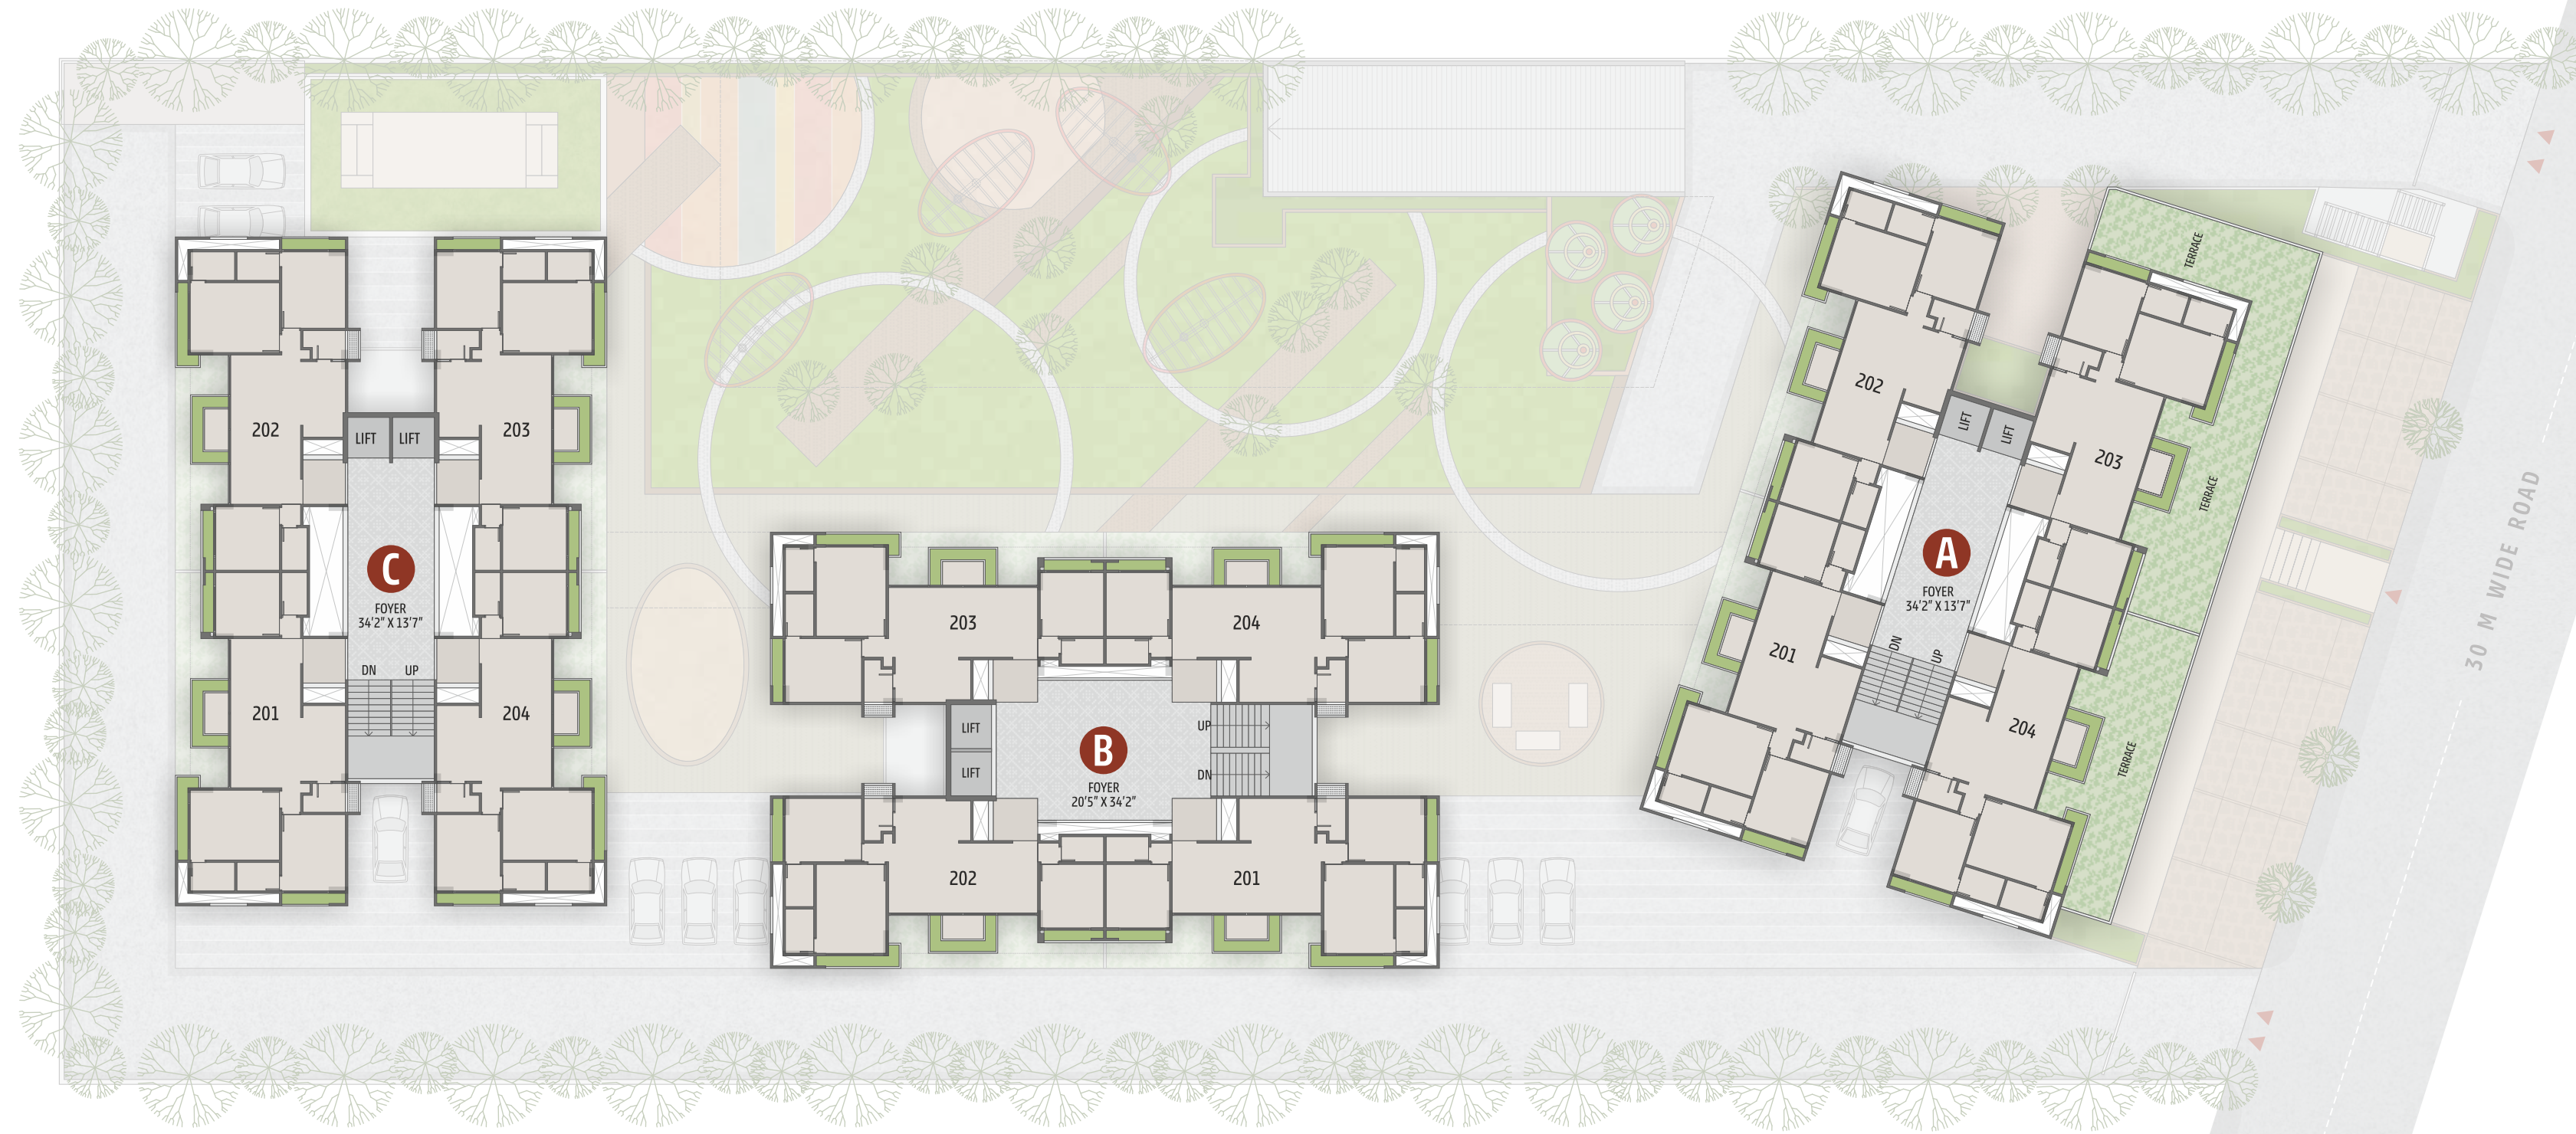 202
203
LIFT
LIFT
C
FOYER
34'2" X 13'7"
DN
UP
201
204
203
204
LIFT
LIFT
B
FOYER
20'5" X 34'2"
UP
DN
202
201
TERRACE
202
LIFT
LIFT
203
TERRACE
A
FOYER
34'2" X 13'7"
DN
UP
201
204
TERRACE
30 M WIDE ROAD